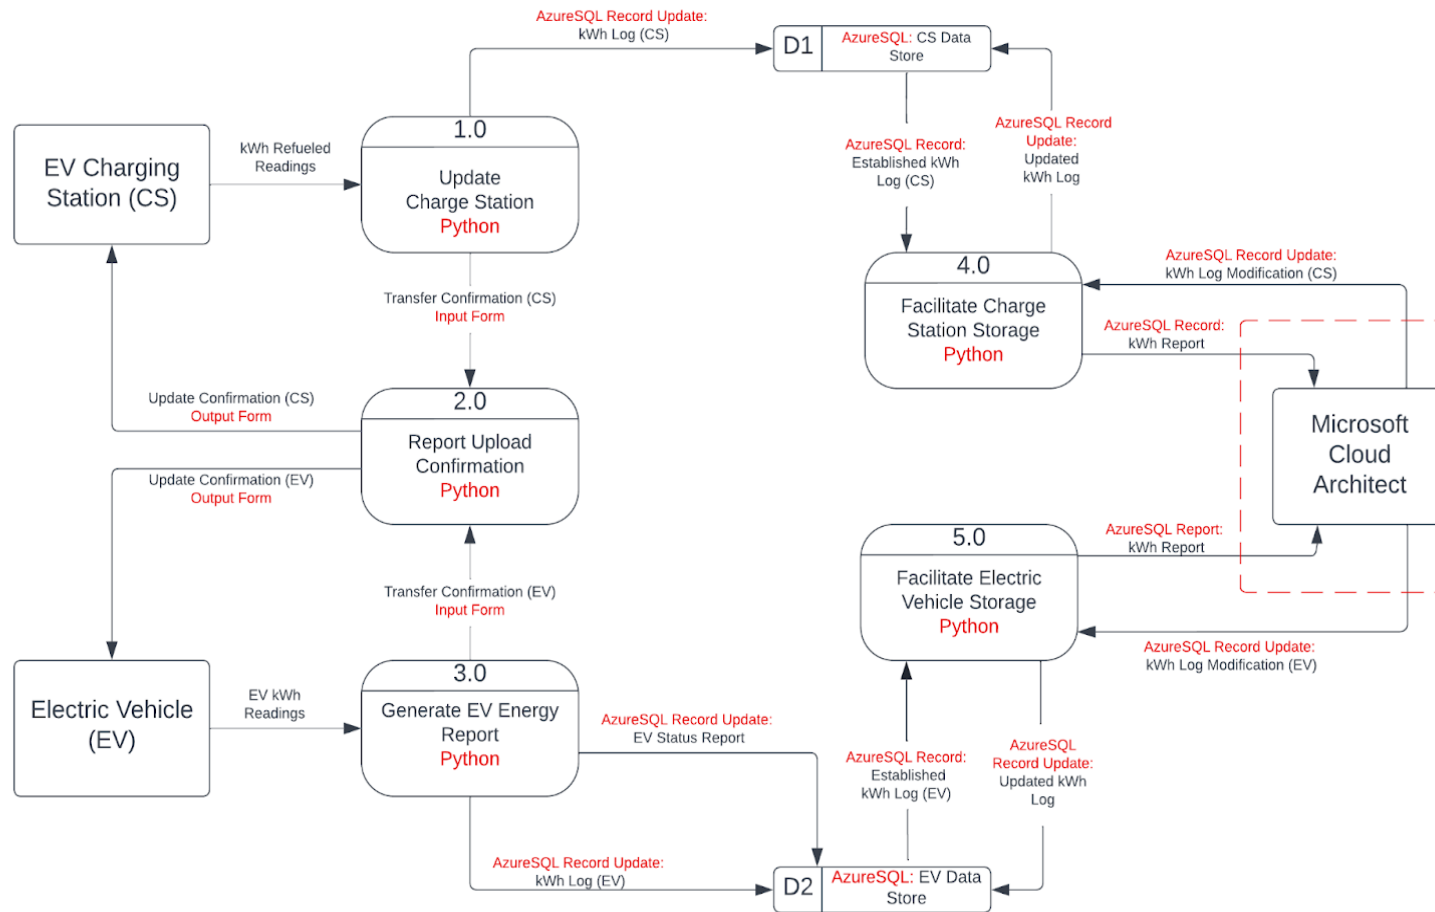 AzureSQL Record Update:
kWh Log (CS)
D1
AzureSQL: CS Data
Store
1.0
Update
Charge Station
Python
EV Charging
Station (CS)
kWh Refueled
Readings
AzureSQL Record:
Established kWh
Log (CS)
AzureSQL Record
Update:
Updated
kWh Log
4.0
Facilitate Charge
Station Storage
Python
AzureSQL Record Update:
kWh Log Modification (CS)
Transfer Confirmation (CS)
Input Form
AzureSQL Record:
kWh Report
Update Confirmation (CS)
Output Form
2.0
Report Upload
Confirmation
Python
Microsoft
Cloud
Architect
Update Confirmation (EV)
Output Form
5.0
Facilitate Electric
Vehicle Storage
Python
AzureSQL Report:
kWh Report
Transfer Confirmation (EV)
Input Form
AzureSQL Record Update:
kWh Log Modification (EV)
Electric Vehicle
(EV)
EV kWh
Readings
3.0
Generate EV Energy
Report
Python
AzureSQL Record Update:
EV Status Report
AzureSQL Record:
Established
kWh Log (EV)
AzureSQL
Record Update:
Updated kWh
Log
AzureSQL Record Update:
kWh Log (EV)
D2
AzureSQL: EV Data
Store